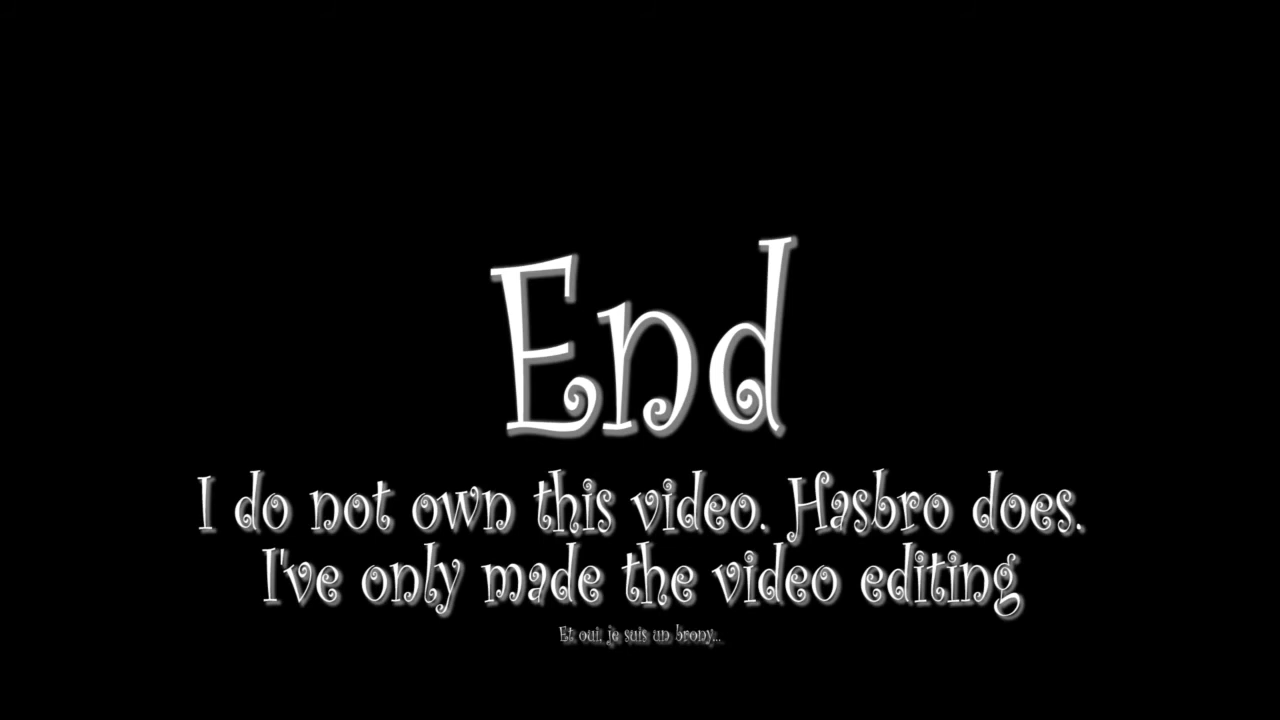 End
I do not own this video. Hasbro does.
I've only made the video editing
Et oui, je suis un brony...